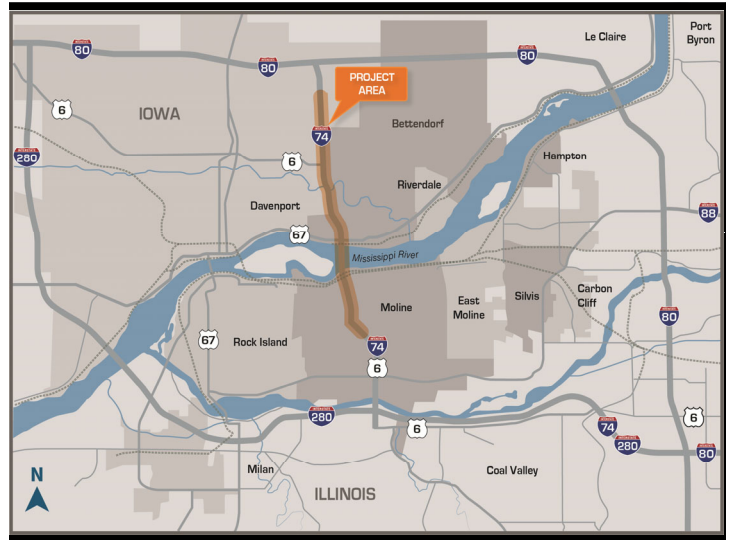 Le Claire
Port
Byron
80
80
80
PROJECT
AREA
6
IOWA
Bettendorf
74
280
6
Hampton
Riverdale
Davenport
88
67
Mississippi River
Moline
East
Moline
Silvis
Carbon
Cliff
80
67
Rock Island
74
6
280
6
6
74
280
80
Milan
Coal Valley
N
ILLINOIS